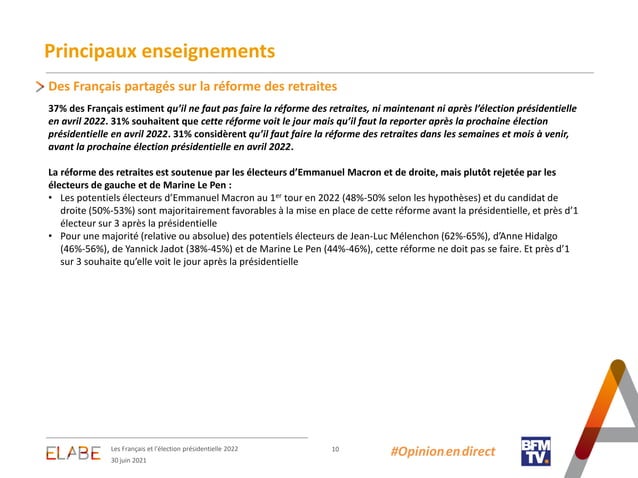 Principaux enseignements
Des Français partagés sur la réforme des retraites
37% des Français estiment qu’il ne faut pas faire la réforme des retraites, ni maintenant ni après l’élection présidentielle
en avril 2022. 31% souhaitent que cette réforme voit le jour mais qu’il faut la reporter après la prochaine élection
présidentielle en avril 2022. 31% considèrent qu’il faut faire la réforme des retraites dans les semaines et mois à venir,
avant la prochaine élection présidentielle en avril 2022.
La réforme des retraites est soutenue par les électeurs d’Emmanuel Macron et de droite, mais plutôt rejetée par les
électeurs de gauche et de Marine Le Pen :
• Les potentiels électeurs d’Emmanuel Macron au 1er tour en 2022 (48%-50% selon les hypothèses) et du candidat de
droite (50%-53%) sont majoritairement favorables à la mise en place de cette réforme avant la présidentielle, et près d’1
électeur sur 3 après la présidentielle
• Pour une majorité (relative ou absolue) des potentiels électeurs de Jean-Luc Mélenchon (62%-65%), d’Anne Hidalgo
(46%-56%), de Yannick Jadot (38%-45%) et de Marine Le Pen (44%-46%), cette réforme ne doit pas se faire. Et près d’1
sur 3 souhaite qu’elle voit le jour après la présidentielle
ELABE
Les Français et l’élection présidentielle 2022
30 juin 2021
10
#Opinionendirect
BFM
TV.